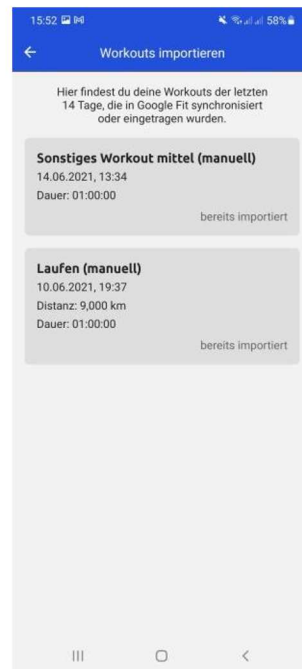 15:52 58%
Workouts importieren
Hier findest du deine Workouts der letzten
14 Tage, die in Google Fit synchronisiert
oder eingetragen wurden.
Sonstiges Workout mittel (manuell)
14.06.2021, 13:34
Dauer: 01:00:00
bereits importiert
Laufen (manuell)
10.06.2021, 19:37
Distanz: 9,000 km
Dauer: 01:00:00
bereits importiert